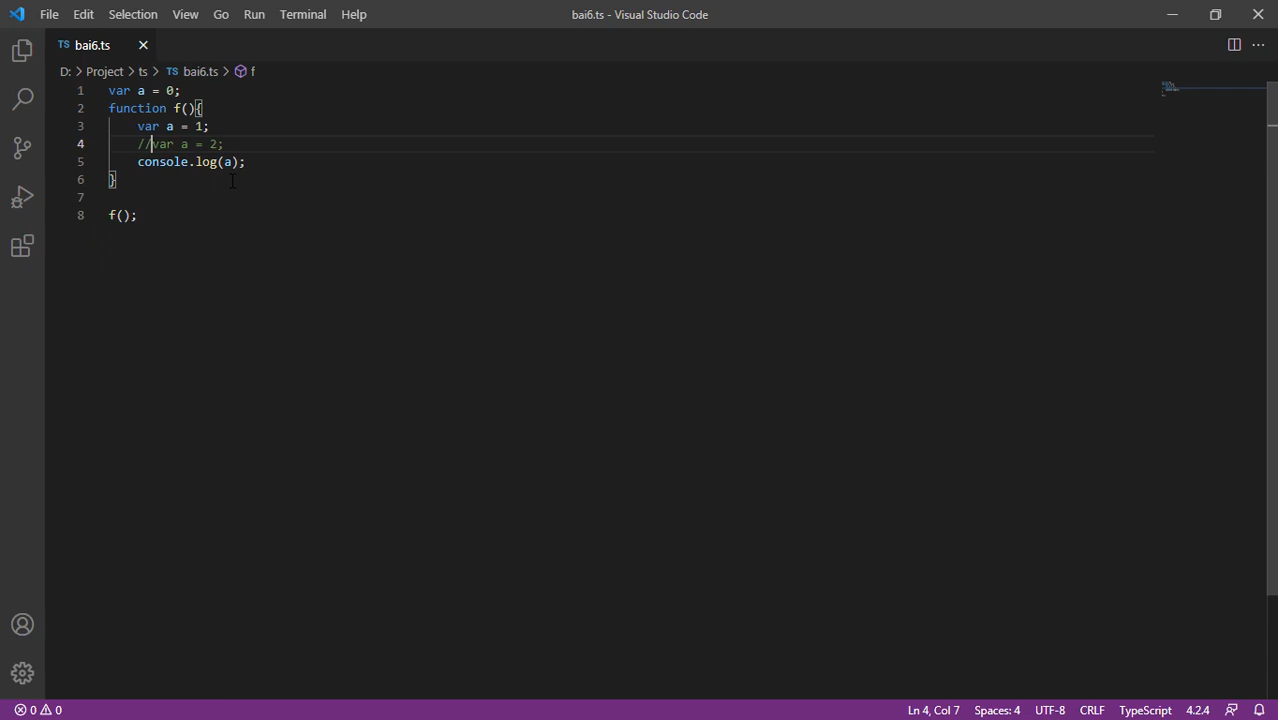 File Edit Selection View Go Run Terminal Help bai6.ts - Visual Studio Code
TS bai6.ts
D: > Project > ts > TS bai6.ts > f
1 var a = 0;
2 function f(){
3 var a = 1;
4 //var a = 2;
5 console.log(a);
6 }
7
8 f();
0 0 Ln 4, Col 7 Spaces: 4 UTF-8 CRLF TypeScript 4.2.4